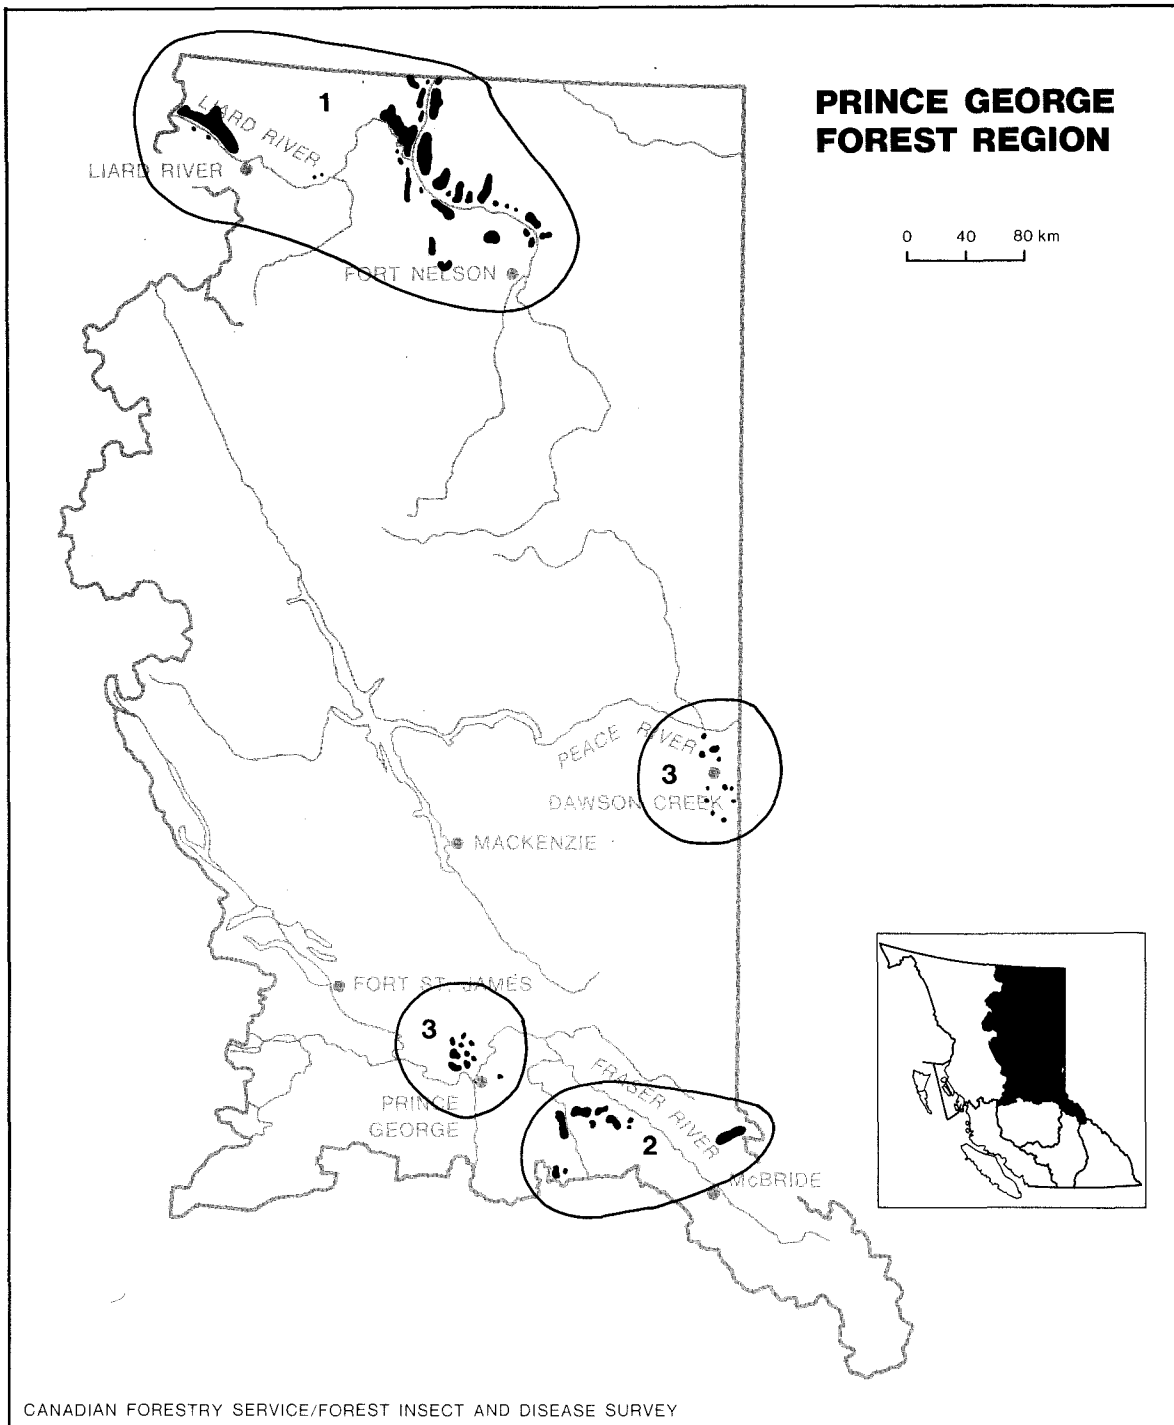 PRINCE GEORGE
FOREST REGION
0 40 80 km
1
LIARD RIVER
LIARD RIVER
FORT NELSON
PEACE RIVER
3
DAWSON CREEK
MACKENZIE
FORT ST. JAMES
3
PRINCE
GEORGE
FRASER RIVER
2
McBRIDE
CANADIAN FORESTRY SERVICE/FOREST INSECT AND DISEASE SURVEY